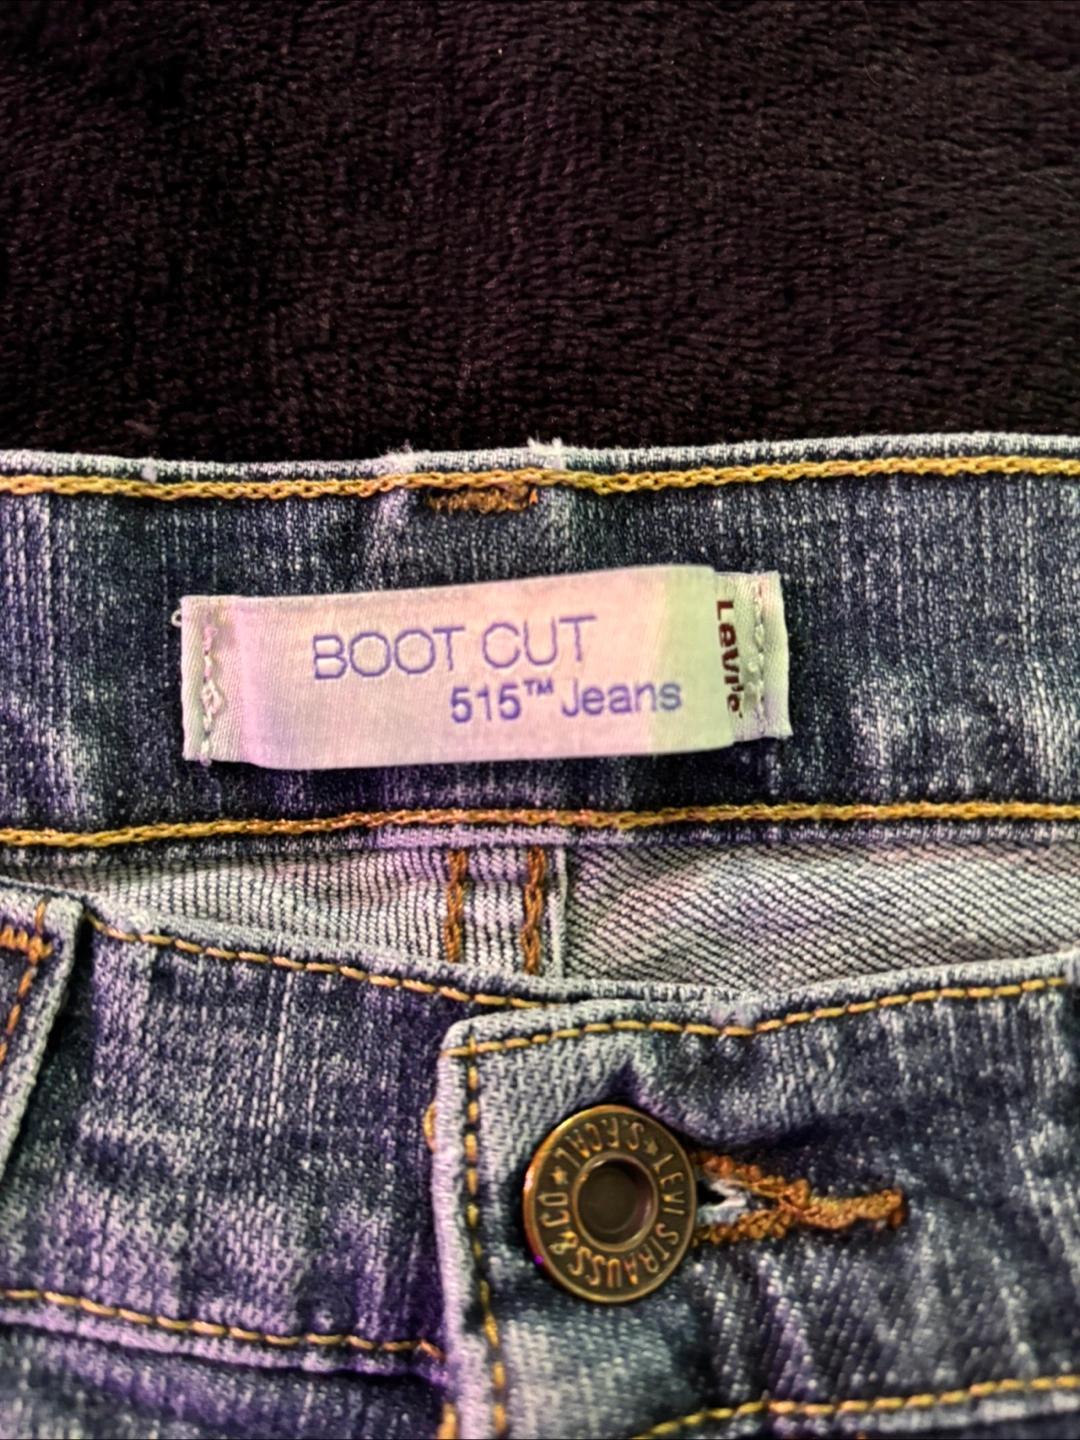 BOOT CUT
515™ Jeans
Levi's
LEVI STRAUSS & CO ★ S.F.CAL ★